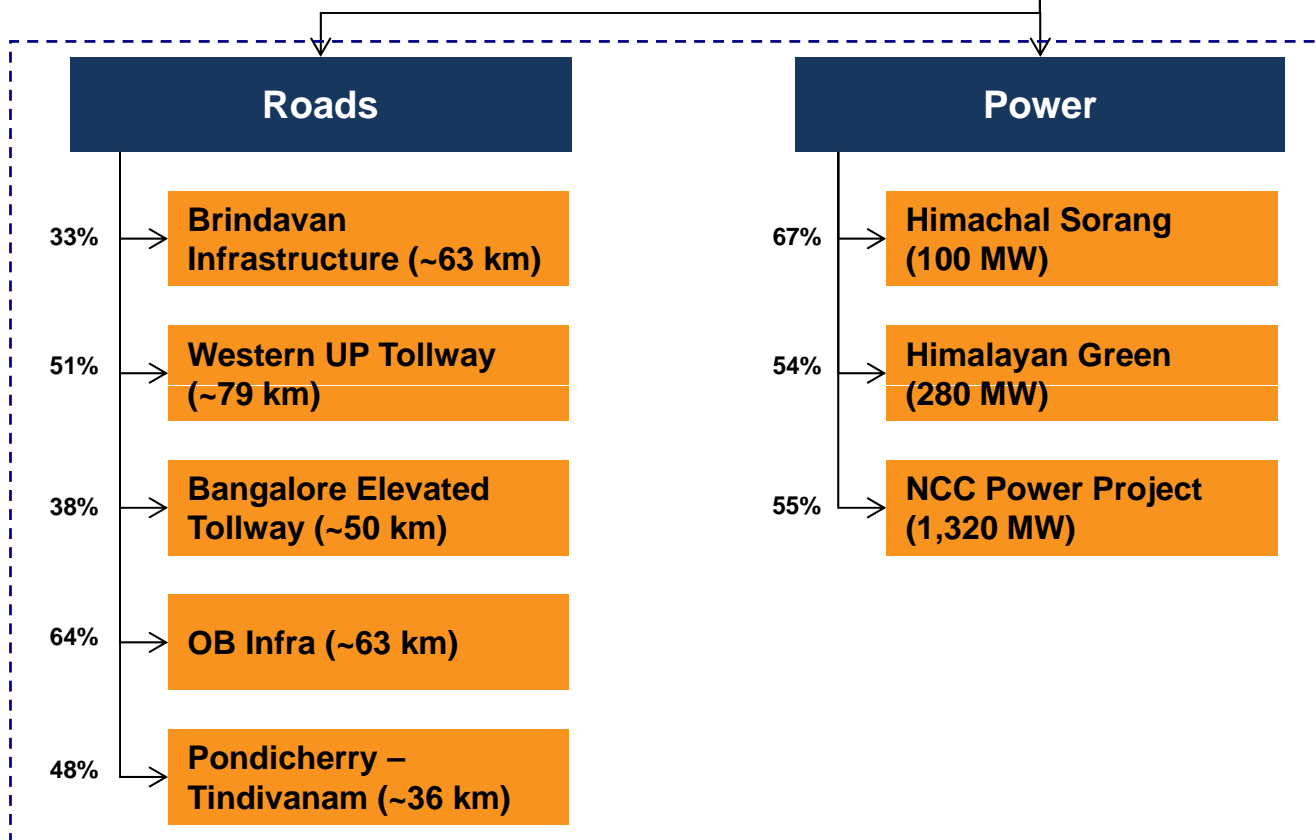 Roads
33%
Brindavan
Infrastructure (~63 km)
51%
Western UP Tollway
(~79 km)
38%
Bangalore Elevated
Tollway (~50 km)
64%
OB Infra (~63 km)
48%
Pondicherry –
Tindivanam (~36 km)
Power
67%
Himachal Sorang
(100 MW)
54%
Himalayan Green
(280 MW)
55%
NCC Power Project
(1,320 MW)